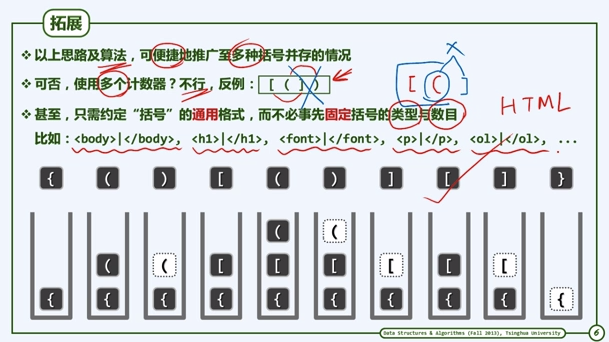 拓展
以上思路及算法，可便捷地推广至多种括号并存的情况
可否，使用多个计数器？不行，反例： [ ( ] )
[ ( ]
甚至，只需约定“括号”的通用格式，而不必事先固定括号的类型与数目
HTML
比如：<body>|</body>, <h1>|</h1>, <font>|</font>, <p>|</p>, <ol>|</ol>, ...
{ ( ) [ ( ) ] [ ] }
( (
( ( [ [ [ [ [ [
{ { { { { { { { { {
Data Structures & Algorithms (Fall 2013), Tsinghua University
6